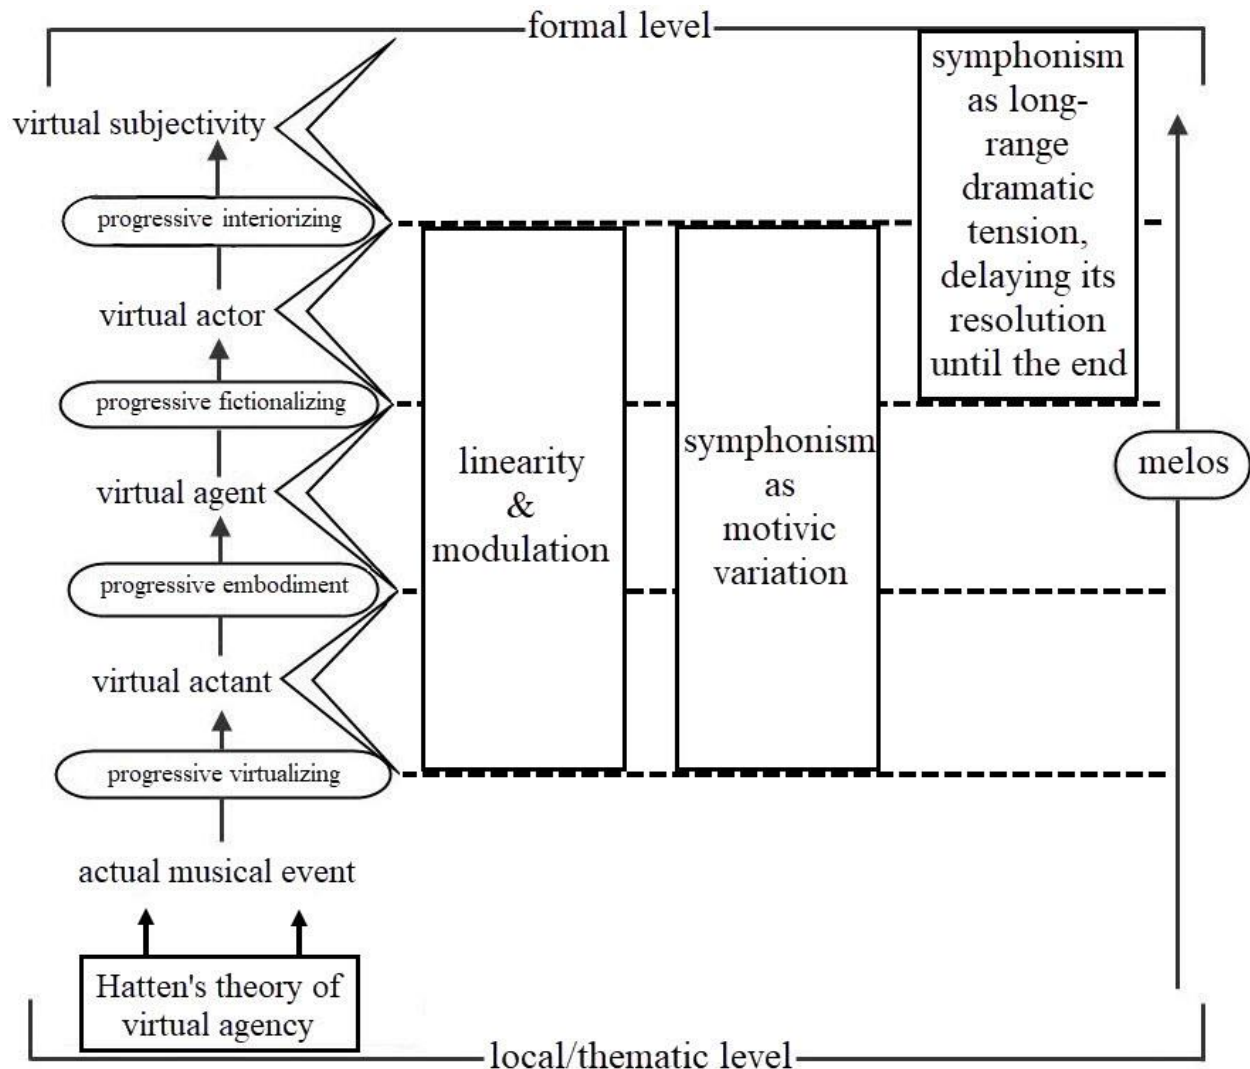 formal level
virtual subjectivity
progressive interiorizing
virtual actor
progressive fictionalizing
virtual agent
progressive embodiment
virtual actant
progressive virtualizing
actual musical event
Hatten's theory of
virtual agency
linearity
&
modulation
symphonism
as
motivic
variation
symphonism
as long-
range
dramatic
tension,
delaying its
resolution
until the end
melos
local/thematic level